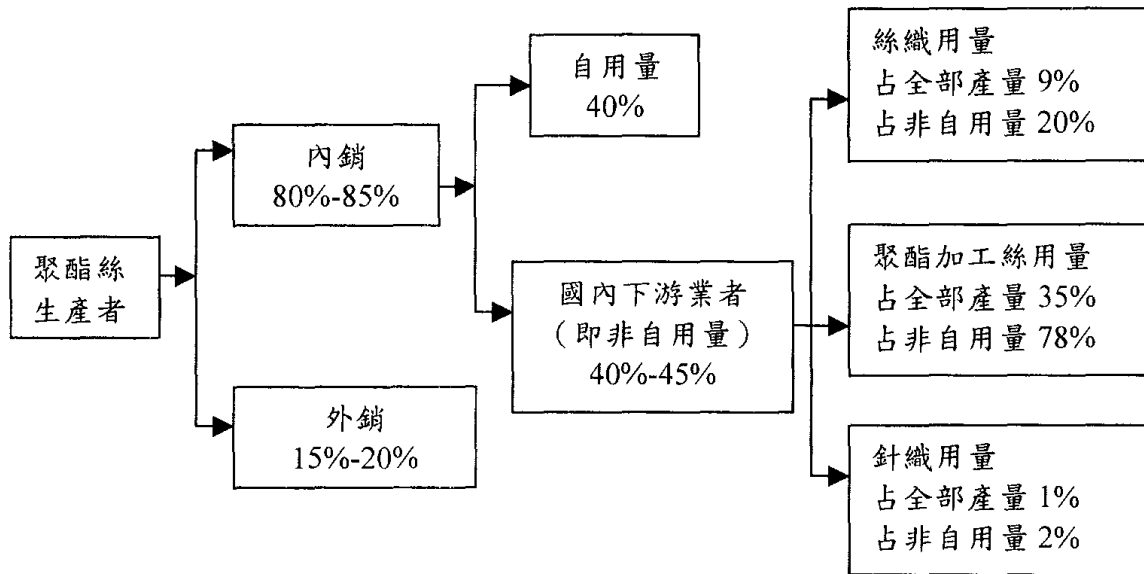 聚酯絲
生產者
內銷
80%-85%
外銷
15%-20%
自用量
40%
國內下游業者
(即非自用量)
40%-45%
絲織用量
占全部產量 9%
占非自用量 20%
聚酯加工絲用量
占全部產量 35%
占非自用量 78%
針織用量
占全部產量 1%
占非自用量 2%